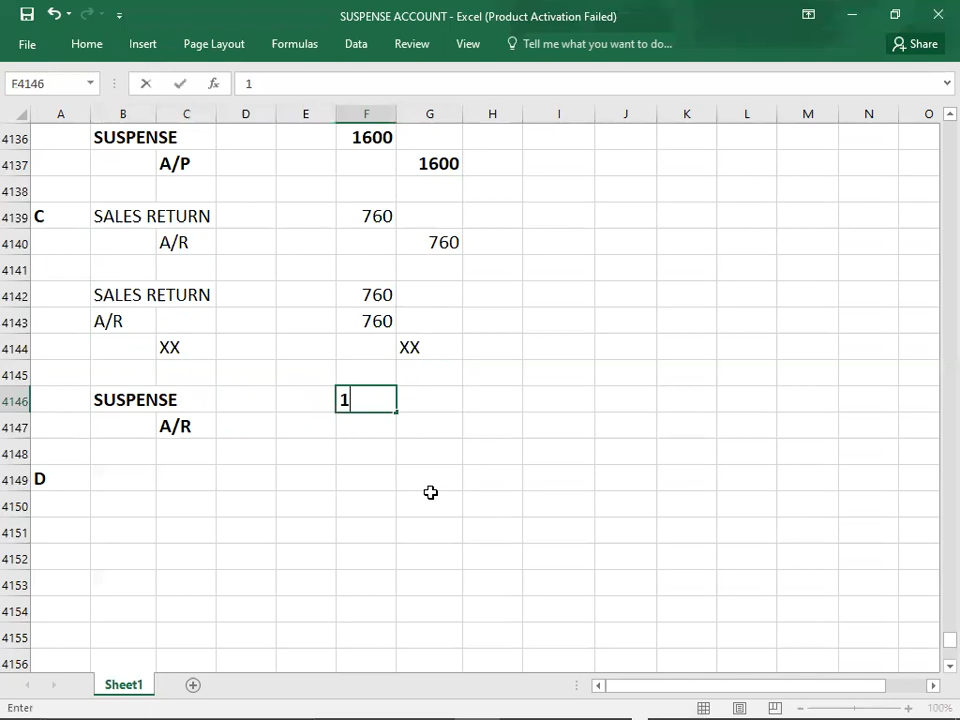 SUSPENSE ACCOUNT - Excel (Product Activation Failed)
File Home Insert Page Layout Formulas Data Review View Tell me what you want to do... Share
F4146 fx 1
A B C D E F G H I J K L M N O
4136 SUSPENSE 1600
4137 A/P 1600
4138
4139 C SALES RETURN 760
4140 A/R 760
4141
4142 SALES RETURN 760
4143 A/R 760
4144 XX XX
4145
4146 SUSPENSE 1
4147 A/R
4148
4149 D
4150
4151
4152
4153
4154
4155
4156
Sheet1
Enter 100%